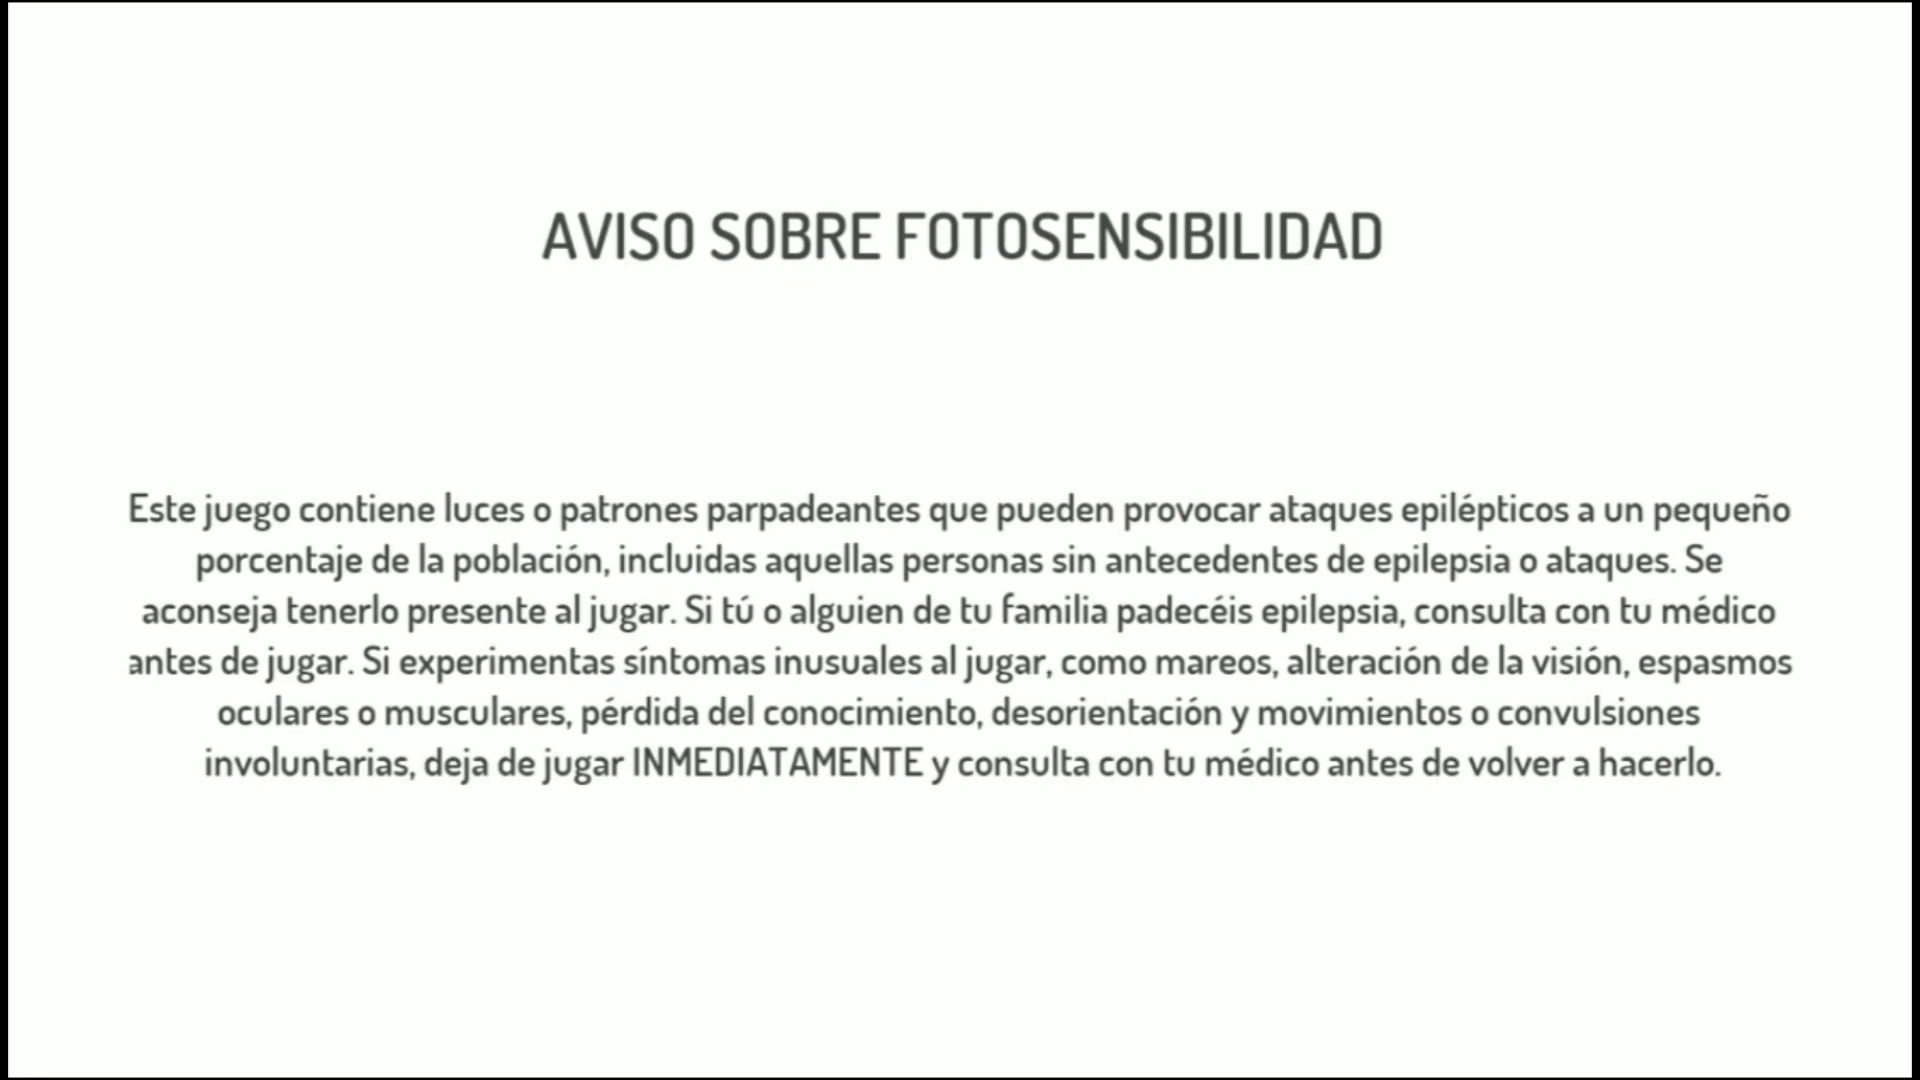 AVISO SOBRE FOTOSENSIBILIDAD
Este juego contiene luces o patrones parpadeantes que pueden provocar ataques epilépticos a un pequeño
porcentaje de la población, incluidas aquellas personas sin antecedentes de epilepsia o ataques. Se
aconseja tenerlo presente al jugar. Si tú o alguien de tu familia padecéis epilepsia, consulta con tu médico
antes de jugar. Si experimentas síntomas inusuales al jugar, como mareos, alteración de la visión, espasmos
oculares o musculares, pérdida del conocimiento, desorientación y movimientos o convulsiones
involuntarias, deja de jugar INMEDIATAMENTE y consulta con tu médico antes de volver a hacerlo.